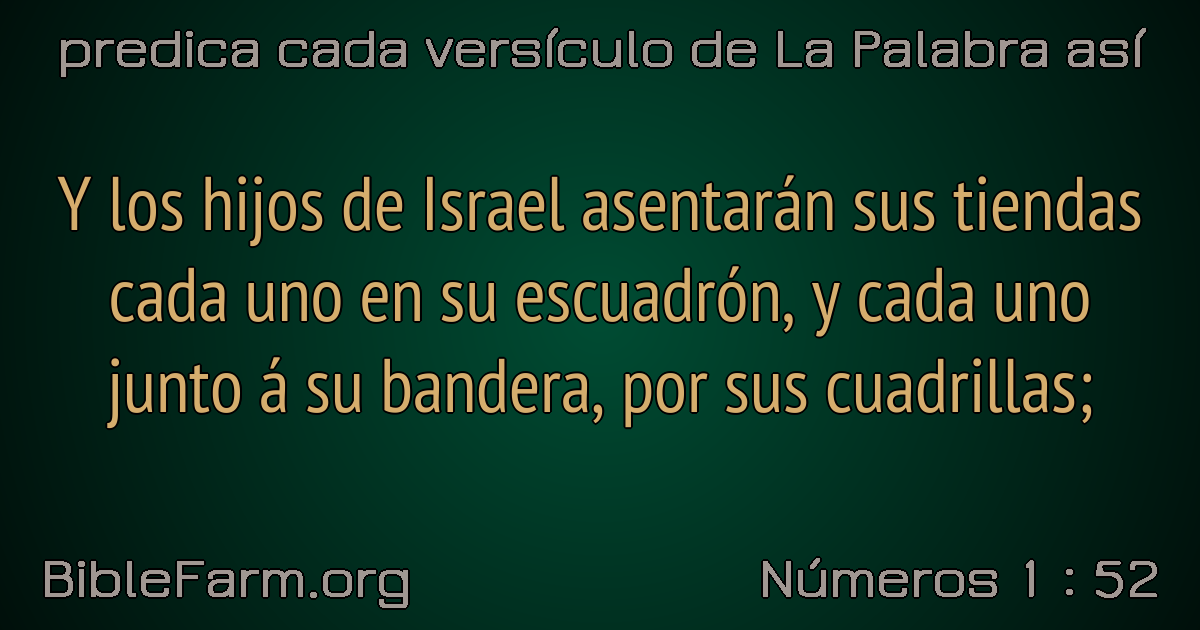 predica cada versículo de La Palabra así
Y los hijos de Israel asentarán sus tiendas
cada uno en su escuadrón, y cada uno
junto á su bandera, por sus cuadrillas;
BibleFarm.org
Números 1 : 52